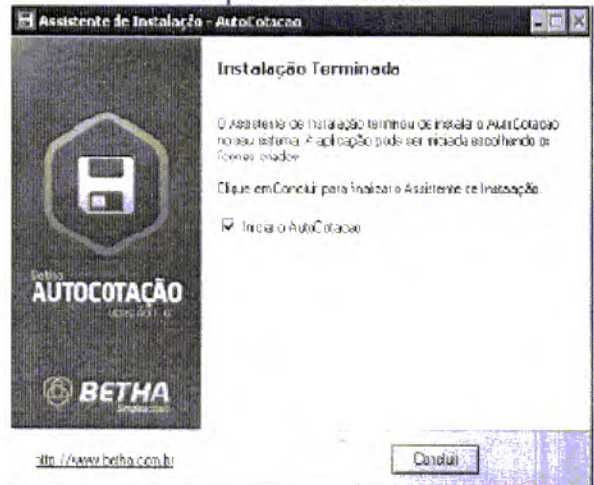 Assistente de Instalação - AutoCotacao
Instalação Terminada
O Assistente de Instalação terminou de instalar o AutoCotacao
no seu sistema. A aplicação pode ser iniciada escolhendo os
ícones criados.
Clique em Concluir para finalizar o Assistente de Instalação.
Iniciar o AutoCotacao
Betha
AUTOCOTAÇÃO
BETHA
http://www.betha.com.br
Concluir